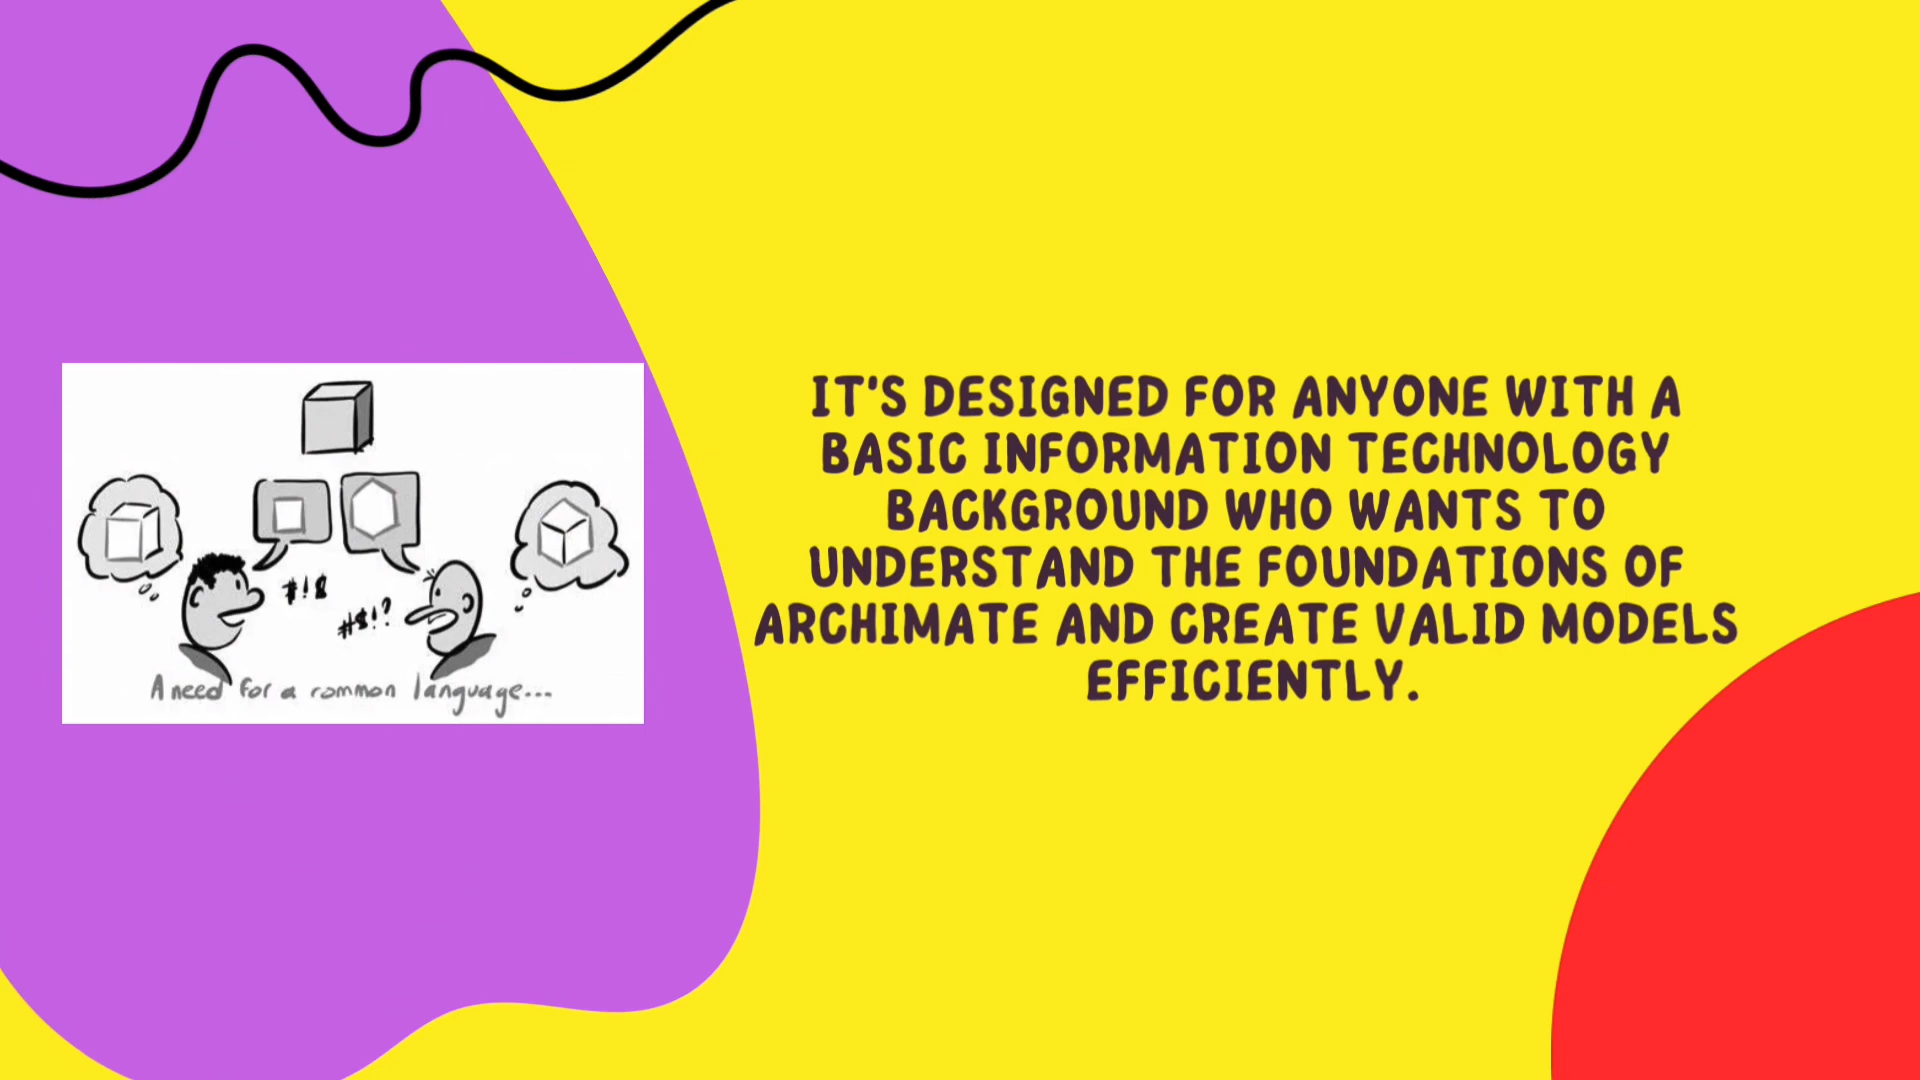 #!&
#$!?
A need for a common language...
IT'S DESIGNED FOR ANYONE WITH A
BASIC INFORMATION TECHNOLOGY
BACKGROUND WHO WANTS TO
UNDERSTAND THE FOUNDATIONS OF
ARCHIMATE AND CREATE VALID MODELS
EFFICIENTLY.